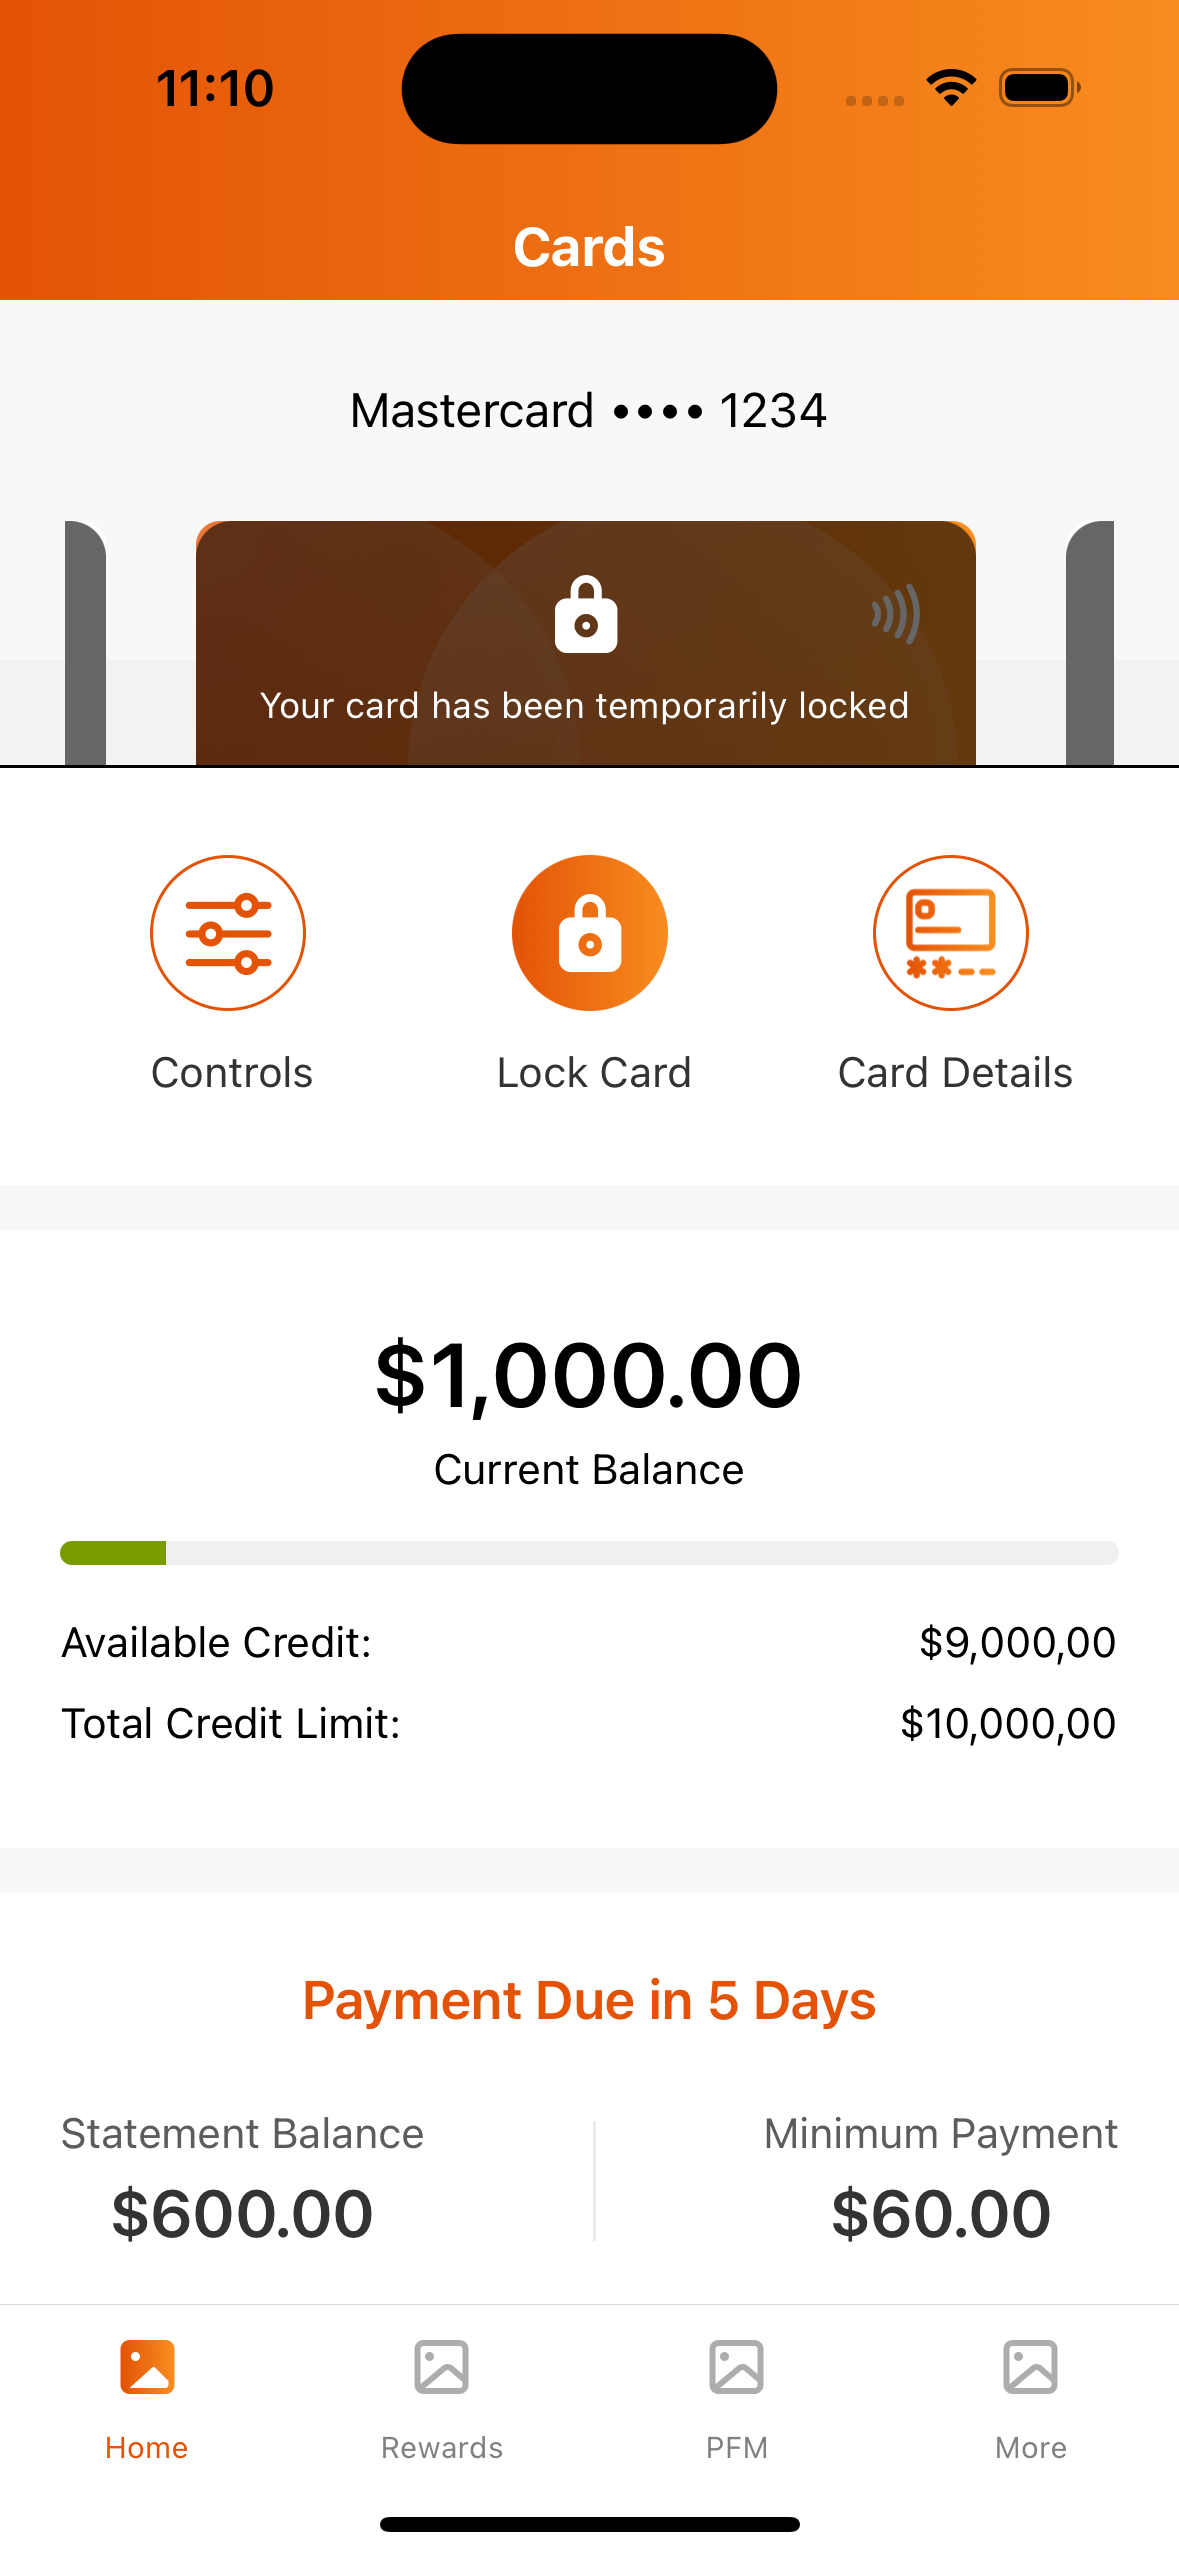 11:10
Cards
Mastercard •••• 1234
Your card has been temporarily locked
Controls
Lock Card
Card Details
$1,000.00
Current Balance
Available Credit: $9,000,00
Total Credit Limit: $10,000,00
Payment Due in 5 Days
Statement Balance
Minimum Payment
$600.00
$60.00
Home
Rewards
PFM
More